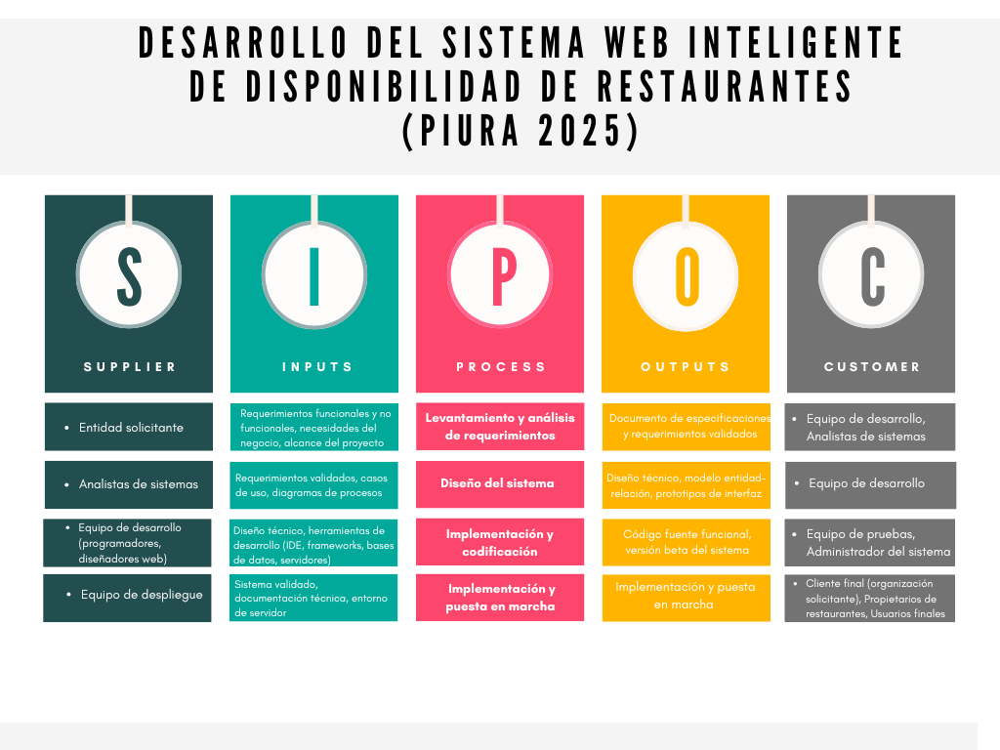 DESARROLLO DEL SISTEMA WEB INTELIGENTE
DE DISPONIBILIDAD DE RESTAURANTES
(PIURA 2025)
S
SUPPLIER
I
INPUTS
P
PROCESS
O
OUTPUTS
C
CUSTOMER
• Entidad solicitante
Requerimientos funcionales y no
funcionales, necesidades del
negocio, alcance del proyecto
Levantamiento y análisis
de requerimientos
Documento de especificaciones
y requerimientos validados
• Equipo de desarrollo,
Analistas de sistemas
• Analistas de sistemas
Requerimientos validados, casos
de uso, diagramas de procesos
Diseño del sistema
Diseño técnico, modelo entidad-
relación, prototipos de interfaz
• Equipo de desarrollo
• Equipo de desarrollo
(programadores,
diseñadores web)
Diseño técnico, herramientas de
desarrollo (IDE, frameworks, bases
de datos, servidores)
Implementación y
codificación
Código fuente funcional,
versión beta del sistema
• Equipo de pruebas,
Administrador del sistema
• Equipo de despliegue
Sistema validado,
documentación técnica, entorno
de servidor
Implementación y
puesta en marcha
Implementación y puesta
en marcha
• Cliente final (organización
solicitante), Propietarios de
restaurantes, Usuarios finales